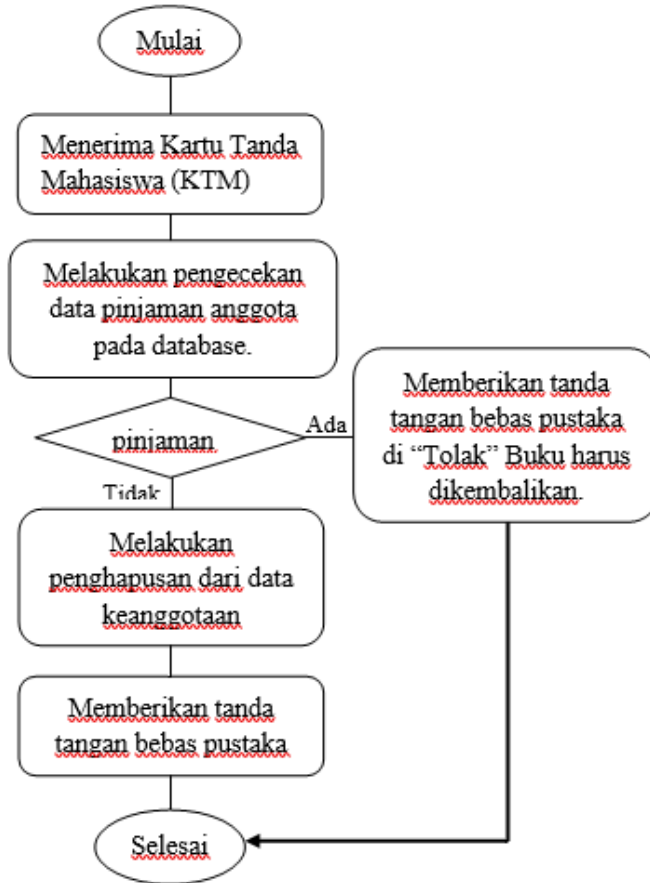 Mulai
Menerima Kartu Tanda
Mahasiswa (KTM)
Melakukan pengecekan
data pinjaman anggota
pada database.
pinjaman
Ada
Memberikan tanda
tangan bebas pustaka
di “Tolak” Buku harus
dikembalikan.
Tidak
Melakukan
penghapusan dari data
keanggotaan
Memberikan tanda
tangan bebas pustaka
Selesai